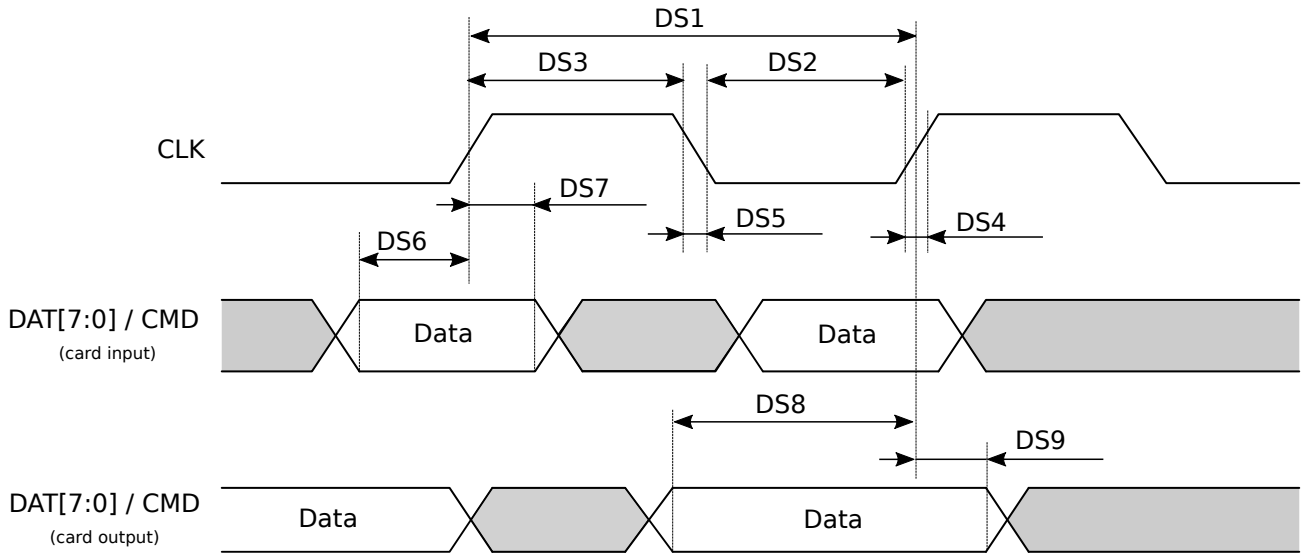 DS1
DS3
DS2
CLK
DS7
DS5
DS4
DS6
DAT[7:0] / CMD
(card input)
Data
Data
DS8
DS9
DAT[7:0] / CMD
(card output)
Data
Data